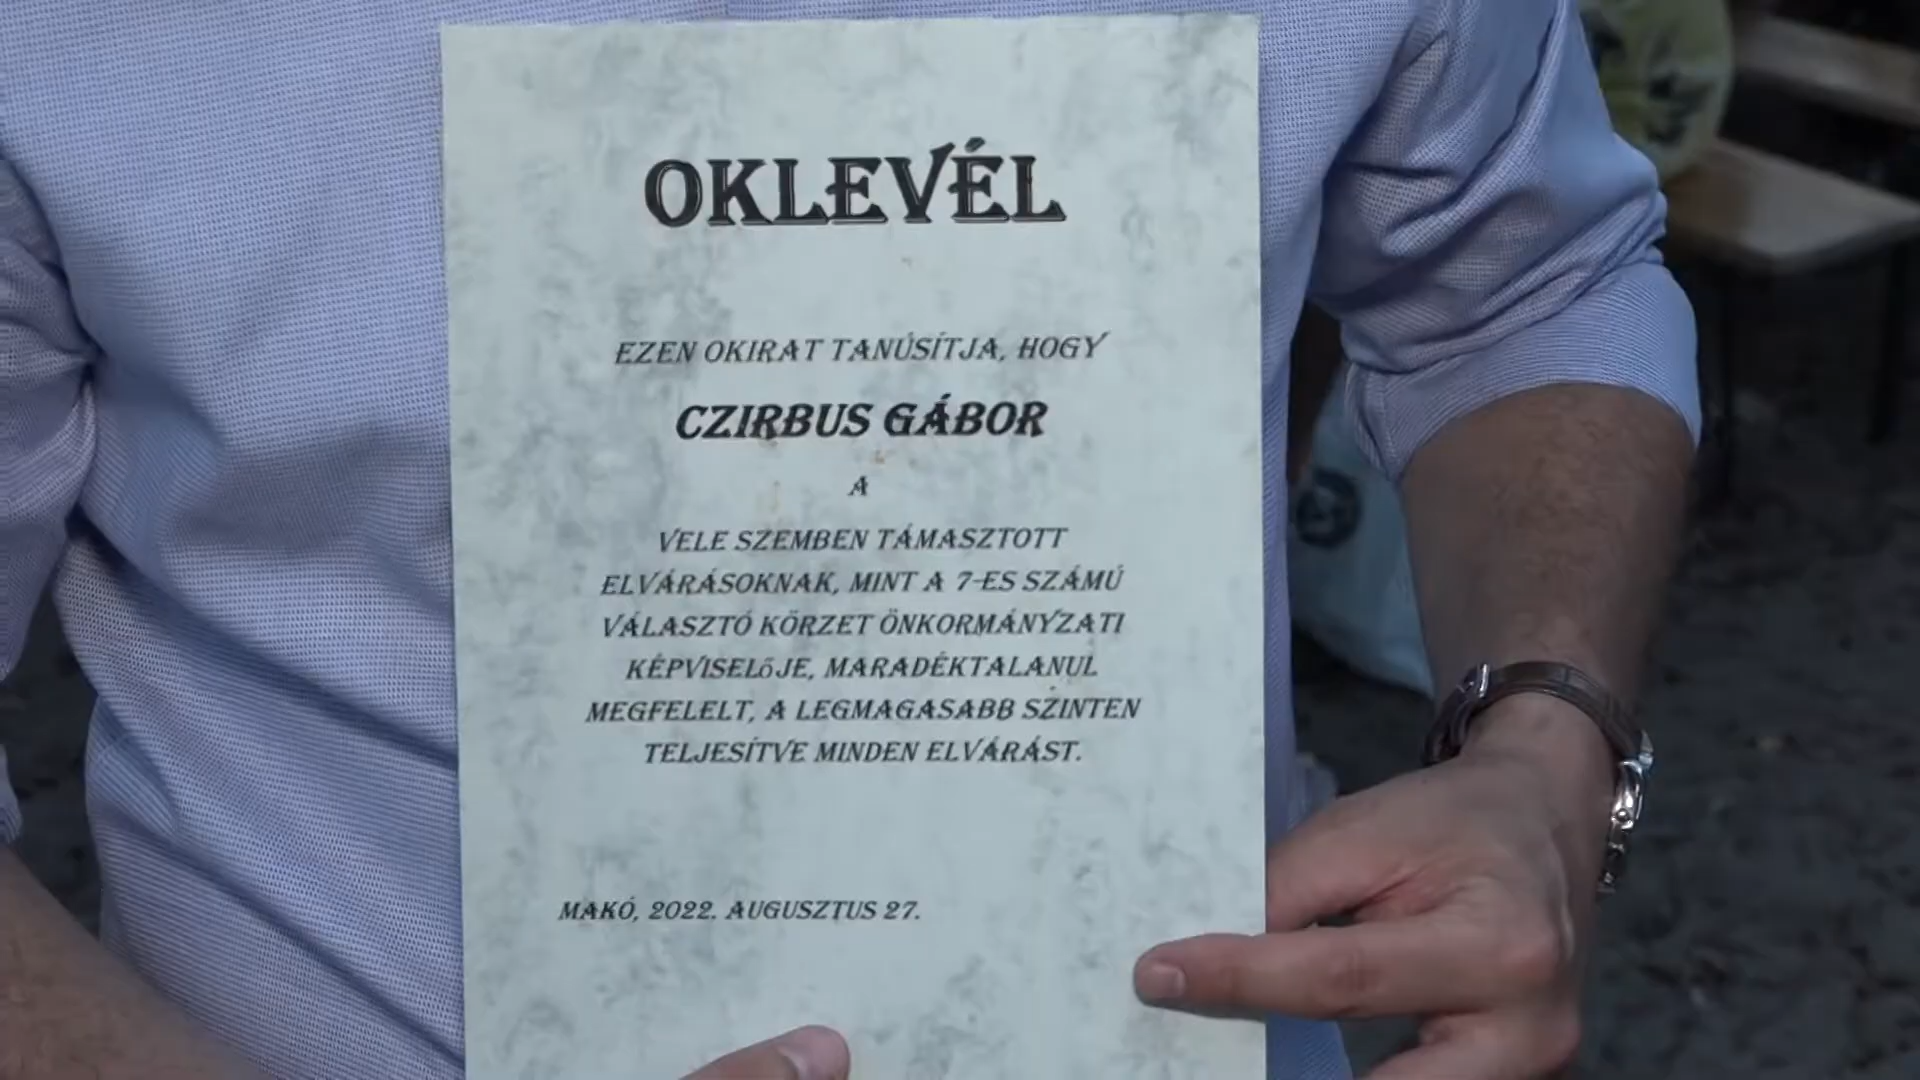 OKLEVÉL
EZEN OKIRAT TANÚSÍTJA, HOGY
CZIRBUS GÁBOR
A
VELE SZEMBEN TÁMASZTOTT
ELVÁRÁSOKNAK, MINT A 7-ES SZÁMÚ
VÁLASZTÓ KÖRZET ÖNKORMÁNYZATI
KÉPVISELőJE, MARADÉKTALANUL
MEGFELELT, A LEGMAGASABB SZINTEN
TELJESÍTVE MINDEN ELVÁRÁST.
MAKÓ, 2022. AUGUSZTUS 27.